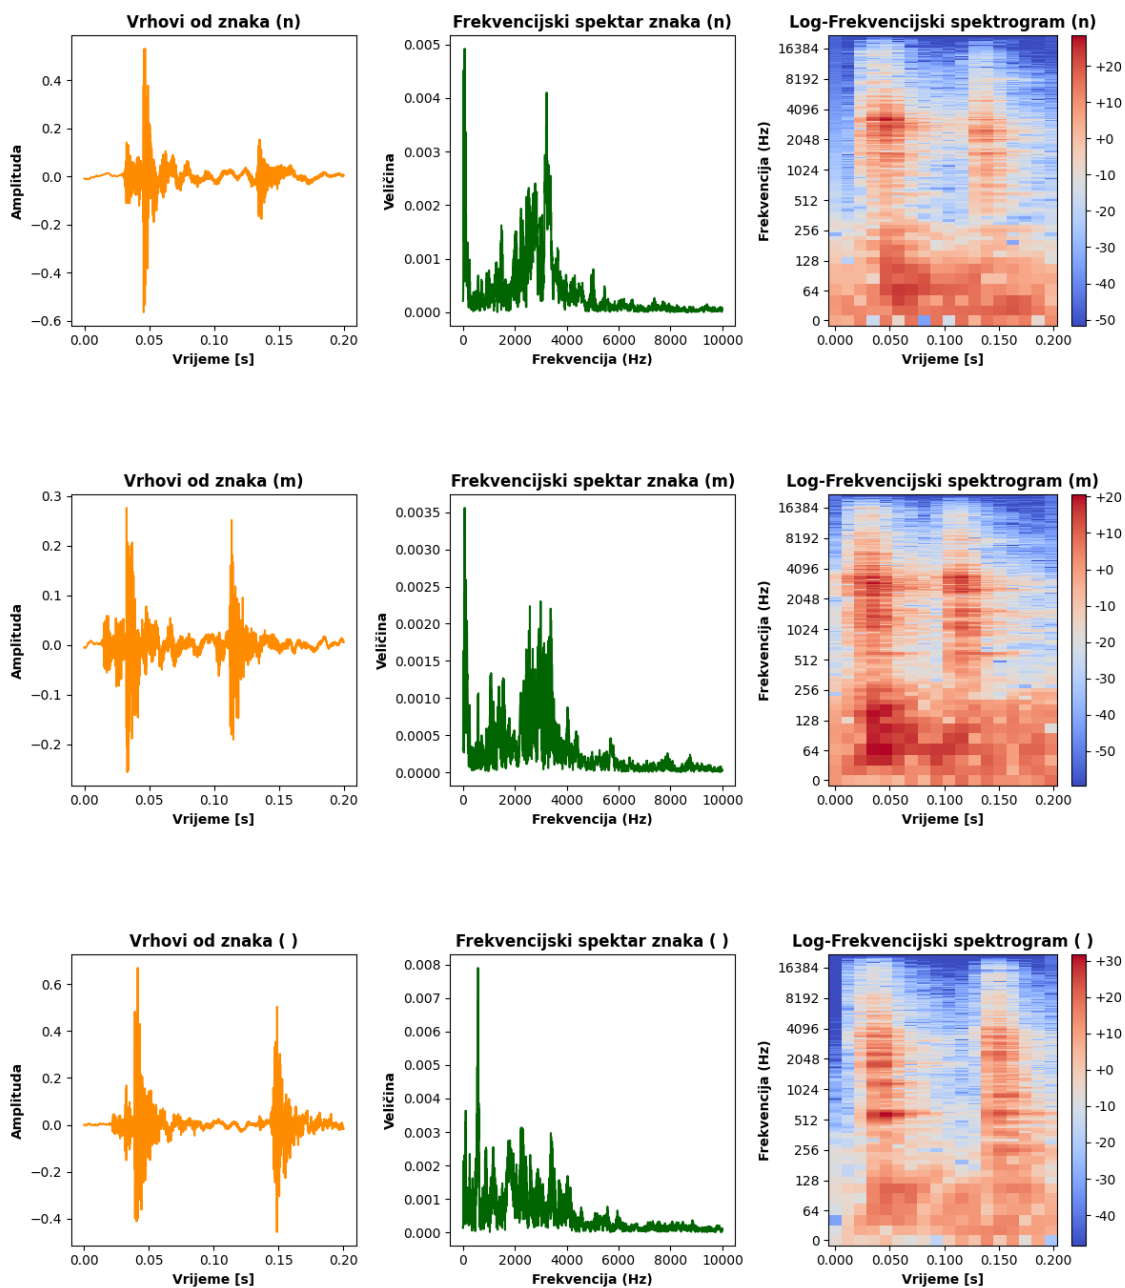 Vrhovi od znaka (n)
Amplituda
0.4
0.2
0.0
−0.2
−0.4
−0.6
0.00 0.05 0.10 0.15 0.20
Vrijeme [s]
Frekvencijski spektar znaka (n)
Veličina
0.005
0.004
0.003
0.002
0.001
0.000
0 2000 4000 6000 8000 10000
Frekvencija (Hz)
Log-Frekvencijski spektrogram (n)
Frekvencija (Hz)
16384
8192
4096
2048
1024
512
256
128
64
0
0.000 0.050 0.100 0.150 0.200
Vrijeme [s]
+20
+10
+0
-10
-20
-30
-40
-50
Vrhovi od znaka (m)
Amplituda
0.3
0.2
0.1
0.0
−0.1
−0.2
0.00 0.05 0.10 0.15 0.20
Vrijeme [s]
Frekvencijski spektar znaka (m)
Veličina
0.0035
0.0030
0.0025
0.0020
0.0015
0.0010
0.0005
0.0000
0 2000 4000 6000 8000 10000
Frekvencija (Hz)
Log-Frekvencijski spektrogram (m)
Frekvencija (Hz)
16384
8192
4096
2048
1024
512
256
128
64
0
0.000 0.050 0.100 0.150 0.200
Vrijeme [s]
+20
+10
+0
-10
-20
-30
-40
-50
Vrhovi od znaka ( )
Amplituda
0.6
0.4
0.2
0.0
−0.2
−0.4
0.00 0.05 0.10 0.15 0.20
Vrijeme [s]
Frekvencijski spektar znaka ( )
Veličina
0.008
0.007
0.006
0.005
0.004
0.003
0.002
0.001
0.000
0 2000 4000 6000 8000 10000
Frekvencija (Hz)
Log-Frekvencijski spektrogram ( )
Frekvencija (Hz)
16384
8192
4096
2048
1024
512
256
128
64
0
0.000 0.050 0.100 0.150 0.200
Vrijeme [s]
+30
+20
+10
+0
-10
-20
-30
-40